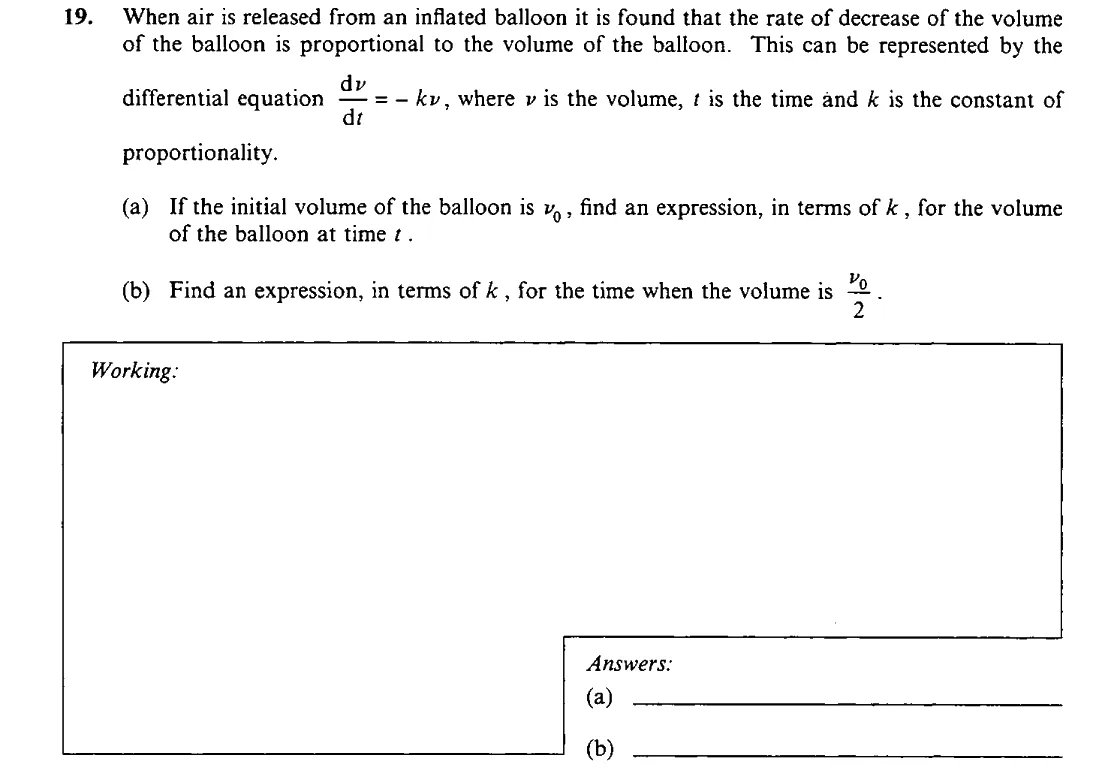 19. When air is released from an inflated balloon it is found that the rate of decrease of the volume
of the balloon is proportional to the volume of the balloon. This can be represented by the
differential equation dν/dt = − kν, where ν is the volume, t is the time and k is the constant of
proportionality.
(a) If the initial volume of the balloon is ν₀, find an expression, in terms of k, for the volume
of the balloon at time t.
(b) Find an expression, in terms of k, for the time when the volume is ν₀/2.
Working:
Answers:
(a)
(b)